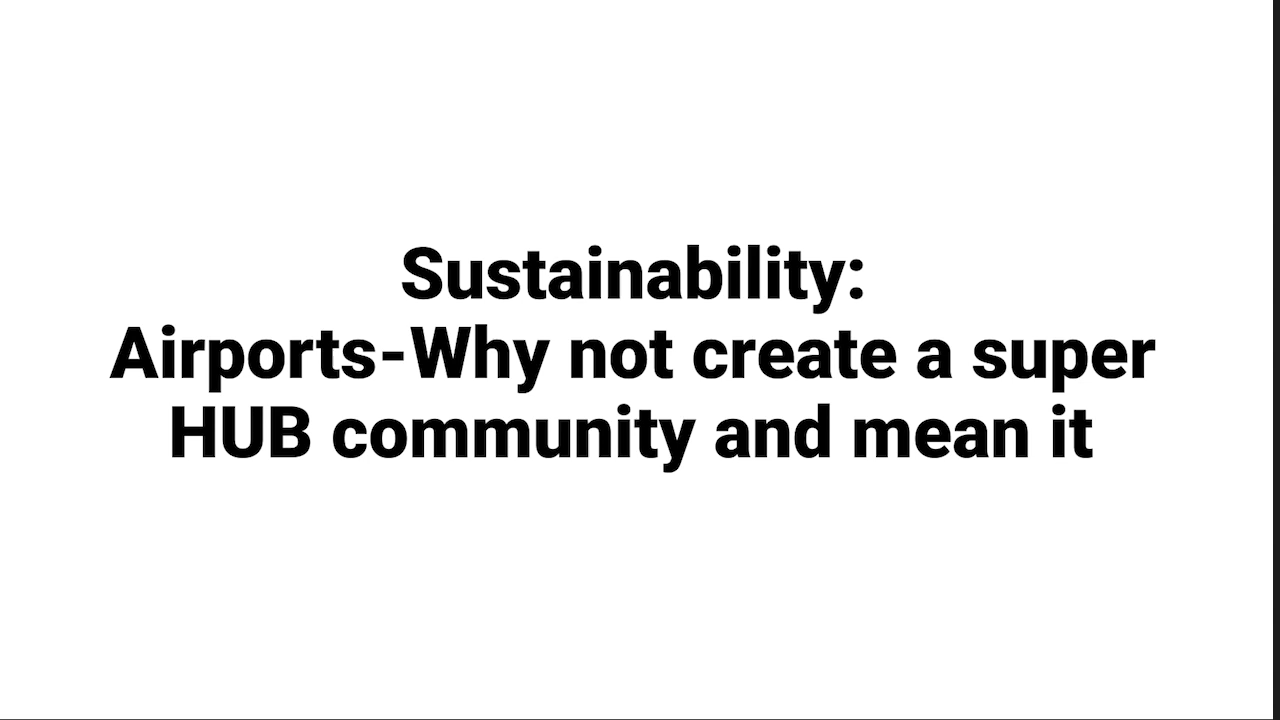 Sustainability:
Airports-Why not create a super
HUB community and mean it